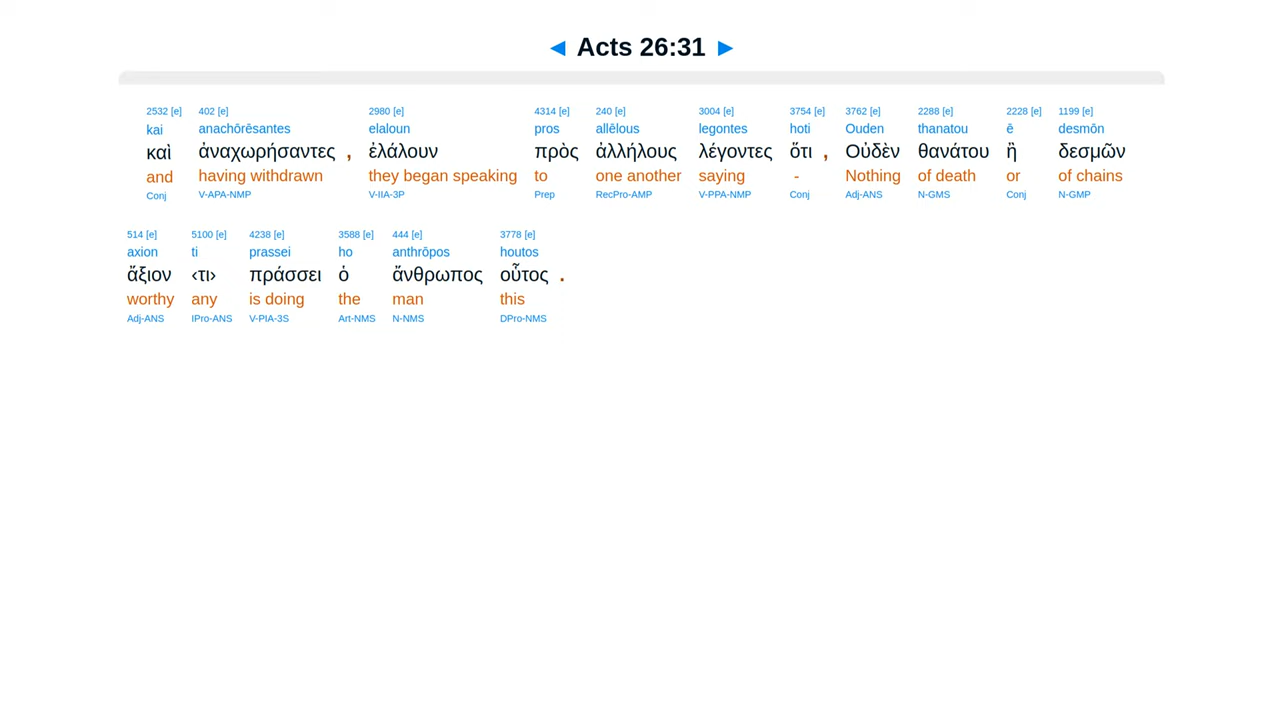 ◄ Acts 26:31 ►
2532 [e] 402 [e] 2980 [e] 4314 [e] 240 [e] 3004 [e] 3754 [e] 3762 [e] 2288 [e] 2228 [e] 1199 [e]
kai anachōrēsantes elaloun pros allēlous legontes hoti Ouden thanatou ē desmōn
καὶ ἀναχωρήσαντες , ἐλάλουν πρὸς ἀλλήλους λέγοντες ὅτι , Οὐδὲν θανάτου ἢ δεσμῶν
and having withdrawn they began speaking to one another saying - Nothing of death or of chains
Conj V-APA-NMP V-IIA-3P Prep RecPro-AMP V-PPA-NMP Conj Adj-ANS N-GMS Conj N-GMP
514 [e] 5100 [e] 4238 [e] 3588 [e] 444 [e] 3778 [e]
axion ti prassei ho anthrōpos houtos
ἄξιον ‹τι› πράσσει ὁ ἄνθρωπος οὗτος .
worthy any is doing the man this
Adj-ANS IPro-ANS V-PIA-3S Art-NMS N-NMS DPro-NMS